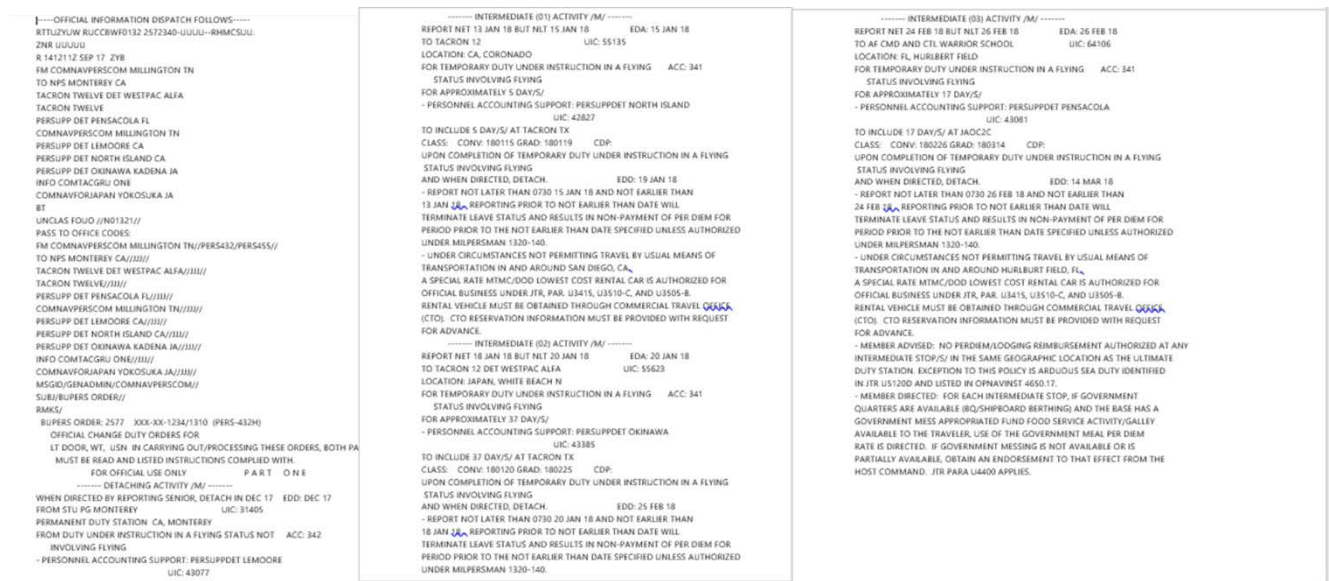 -----OFFICIAL INFORMATION DISPATCH FOLLOWS-----
RTTUZYUW RUCCBWF0132 2572340-UUUU--RHMCSUU.
ZNR UUUUU
R 141211Z SEP 17 ZYB
FM COMNAVPERSCOM MILLINGTON TN
TO NPS MONTEREY CA
TACRON TWELVE DET WESTPAC ALFA
TACRON TWELVE
PERSUPP DET PENSACOLA FL
COMNAVPERSCOM MILLINGTON TN
PERSUPP DET LEMOORE CA
PERSUPP DET NORTH ISLAND CA
PERSUPP DET OKINAWA KADENA JA
INFO COMTACGRU ONE
COMNAVFORJAPAN YOKOSUKA JA
BT
UNCLAS FOUO //N01321//
PASS TO OFFICE CODES:
FM COMNAVPERSCOM MILLINGTON TN//PERS432/PERS455//
TO NPS MONTEREY CA//JJJ//
TACRON TWELVE DET WESTPAC ALFA//JJJ//
TACRON TWELVE//JJJ//
PERSUPP DET PENSACOLA FL//JJJ//
COMNAVPERSCOM MILLINGTON TN//JJJ//
PERSUPP DET LEMOORE CA//JJJ//
PERSUPP DET NORTH ISLAND CA//JJJ//
PERSUPP DET OKINAWA KADENA JA//JJJ//
INFO COMTACGRU ONE//JJJ//
COMNAVFORJAPAN YOKOSUKA JA//JJJ//
MSGID/GENADMIN/COMNAVPERSCOM//
SUBJ/BUPERS ORDER//
RMKS/
BUPERS ORDER: 2577 XXX-XX-1234/1310 (PERS-432H)
OFFICIAL CHANGE DUTY ORDERS FOR
LT DOOR, WT, USN IN CARRYING OUT/PROCESSING THESE ORDERS, BOTH PA
MUST BE READ AND LISTED INSTRUCTIONS COMPLIED WITH.
FOR OFFICIAL USE ONLY P A R T O N E
------- DETACHING ACTIVITY /M/ -------
WHEN DIRECTED BY REPORTING SENIOR, DETACH IN DEC 17 EDD: DEC 17
FROM STU PG MONTEREY UIC: 31405
PERMANENT DUTY STATION CA, MONTEREY
FROM DUTY UNDER INSTRUCTION IN A FLYING STATUS NOT ACC: 342
INVOLVING FLYING
- PERSONNEL ACCOUNTING SUPPORT: PERSUPPDET LEMOORE
UIC: 43077
------- INTERMEDIATE (01) ACTIVITY /M/ -------
REPORT NET 13 JAN 18 BUT NLT 15 JAN 18 EDA: 15 JAN 18
TO TACRON 12 UIC: 55135
LOCATION: CA, CORONADO
FOR TEMPORARY DUTY UNDER INSTRUCTION IN A FLYING ACC: 341
STATUS INVOLVING FLYING
FOR APPROXIMATELY 5 DAY/S/
- PERSONNEL ACCOUNTING SUPPORT: PERSUPPDET NORTH ISLAND
UIC: 42827
TO INCLUDE 5 DAY/S/ AT TACRON TX
CLASS: CONV: 180115 GRAD: 180119 CDP:
UPON COMPLETION OF TEMPORARY DUTY UNDER INSTRUCTION IN A FLYING
STATUS INVOLVING FLYING
AND WHEN DIRECTED, DETACH. EDD: 19 JAN 18
- REPORT NOT LATER THAN 0730 15 JAN 18 AND NOT EARLIER THAN
13 JAN 18. REPORTING PRIOR TO NOT EARLIER THAN DATE WILL
TERMINATE LEAVE STATUS AND RESULTS IN NON-PAYMENT OF PER DIEM FOR
PERIOD PRIOR TO THE NOT EARLIER THAN DATE SPECIFIED UNLESS AUTHORIZED
UNDER MILPERSMAN 1320-140.
- UNDER CIRCUMSTANCES NOT PERMITTING TRAVEL BY USUAL MEANS OF
TRANSPORTATION IN AND AROUND SAN DIEGO, CA,
A SPECIAL RATE MTMC/DOD LOWEST COST RENTAL CAR IS AUTHORIZED FOR
OFFICIAL BUSINESS UNDER JTR, PAR. U3415, U3510-C, AND U3505-B.
RENTAL VEHICLE MUST BE OBTAINED THROUGH COMMERCIAL TRAVEL OFFICE
(CTO). CTO RESERVATION INFORMATION MUST BE PROVIDED WITH REQUEST
FOR ADVANCE.
------- INTERMEDIATE (02) ACTIVITY /M/ -------
REPORT NET 18 JAN 18 BUT NLT 20 JAN 18 EDA: 20 JAN 18
TO TACRON 12 DET WESTPAC ALFA UIC: 55623
LOCATION: JAPAN, WHITE BEACH N
FOR TEMPORARY DUTY UNDER INSTRUCTION IN A FLYING ACC: 341
STATUS INVOLVING FLYING
FOR APPROXIMATELY 37 DAY/S/
- PERSONNEL ACCOUNTING SUPPORT: PERSUPPDET OKINAWA
UIC: 43385
TO INCLUDE 37 DAY/S/ AT TACRON TX
CLASS: CONV: 180120 GRAD: 180225 CDP:
UPON COMPLETION OF TEMPORARY DUTY UNDER INSTRUCTION IN A FLYING
STATUS INVOLVING FLYING
AND WHEN DIRECTED, DETACH. EDD: 25 FEB 18
- REPORT NOT LATER THAN 0730 20 JAN 18 AND NOT EARLIER THAN
18 JAN 18. REPORTING PRIOR TO NOT EARLIER THAN DATE WILL
TERMINATE LEAVE STATUS AND RESULTS IN NON-PAYMENT OF PER DIEM FOR
PERIOD PRIOR TO THE NOT EARLIER THAN DATE SPECIFIED UNLESS AUTHORIZED
UNDER MILPERSMAN 1320-140.
------- INTERMEDIATE (03) ACTIVITY /M/ -------
REPORT NET 24 FEB 18 BUT NLT 26 FEB 18 EDA: 26 FEB 18
TO AF CMD AND CTL WARRIOR SCHOOL UIC: 64106
LOCATION: FL, HURLBERT FIELD
FOR TEMPORARY DUTY UNDER INSTRUCTION IN A FLYING ACC: 341
STATUS INVOLVING FLYING
FOR APPROXIMATELY 17 DAY/S/
- PERSONNEL ACCOUNTING SUPPORT: PERSUPPDET PENSACOLA
UIC: 43081
TO INCLUDE 17 DAY/S/ AT JAOC2C
CLASS: CONV: 180226 GRAD: 180314 CDP:
UPON COMPLETION OF TEMPORARY DUTY UNDER INSTRUCTION IN A FLYING
STATUS INVOLVING FLYING
AND WHEN DIRECTED, DETACH. EDD: 14 MAR 18
- REPORT NOT LATER THAN 0730 26 FEB 18 AND NOT EARLIER THAN
24 FEB 18. REPORTING PRIOR TO NOT EARLIER THAN DATE WILL
TERMINATE LEAVE STATUS AND RESULTS IN NON-PAYMENT OF PER DIEM FOR
PERIOD PRIOR TO THE NOT EARLIER THAN DATE SPECIFIED UNLESS AUTHORIZED
UNDER MILPERSMAN 1320-140.
- UNDER CIRCUMSTANCES NOT PERMITTING TRAVEL BY USUAL MEANS OF
TRANSPORTATION IN AND AROUND HURLBURT FIELD, FL,
A SPECIAL RATE MTMC/DOD LOWEST COST RENTAL CAR IS AUTHORIZED FOR
OFFICIAL BUSINESS UNDER JTR, PAR. U3415, U3510-C, AND U3505-B.
RENTAL VEHICLE MUST BE OBTAINED THROUGH COMMERCIAL TRAVEL OFFICE
(CTO). CTO RESERVATION INFORMATION MUST BE PROVIDED WITH REQUEST
FOR ADVANCE.
- MEMBER ADVISED: NO PERDIEM/LODGING REIMBURSEMENT AUTHORIZED AT ANY
INTERMEDIATE STOP/S/ IN THE SAME GEOGRAPHIC LOCATION AS THE ULTIMATE
DUTY STATION. EXCEPTION TO THIS POLICY IS ARDUOUS SEA DUTY IDENTIFIED
IN JTR U5120D AND LISTED IN OPNAVINST 4650.17.
- MEMBER DIRECTED: FOR EACH INTERMEDIATE STOP, IF GOVERNMENT
QUARTERS ARE AVAILABLE (BQ/SHIPBOARD BERTHING) AND THE BASE HAS A
GOVERNMENT MESS APPROPRIATED FUND FOOD SERVICE ACTIVITY/GALLEY
AVAILABLE TO THE TRAVELER, USE OF THE GOVERNMENT MEAL PER DIEM
RATE IS DIRECTED. IF GOVERNMENT MESSING IS NOT AVAILABLE OR IS
PARTIALLY AVAILABLE, OBTAIN AN ENDORSEMENT TO THAT EFFECT FROM THE
HOST COMMAND. JTR PARA U4400 APPLIES.